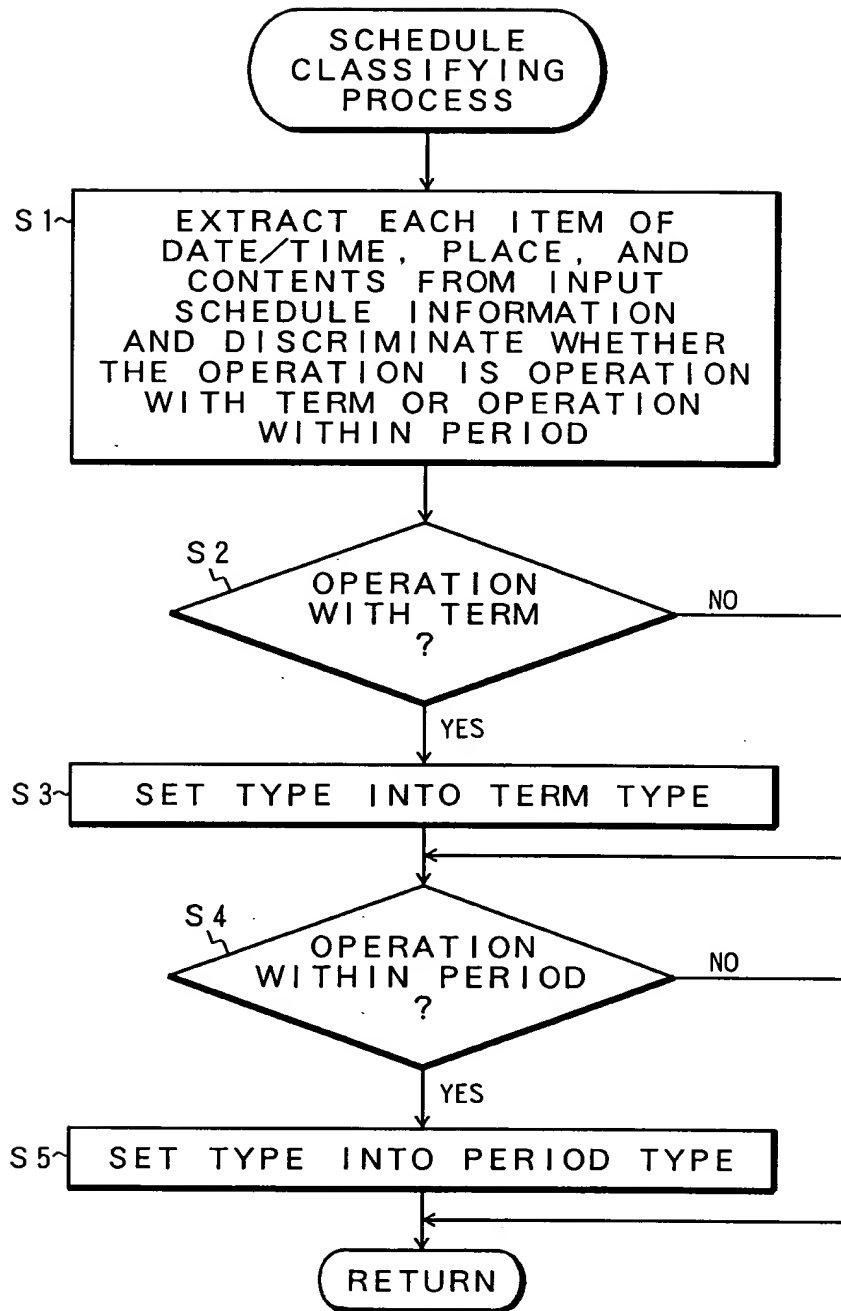 SCHEDULE
CLASSIFYING
PROCESS
S1
EXTRACT EACH ITEM OF
DATE/TIME, PLACE, AND
CONTENTS FROM INPUT
SCHEDULE INFORMATION
AND DISCRIMINATE WHETHER
THE OPERATION IS OPERATION
WITH TERM OR OPERATION
WITHIN PERIOD
S2
OPERATION
WITH TERM
?
NO
YES
S3
SET TYPE INTO TERM TYPE
S4
OPERATION
WITHIN PERIOD
?
NO
YES
S5
SET TYPE INTO PERIOD TYPE
RETURN